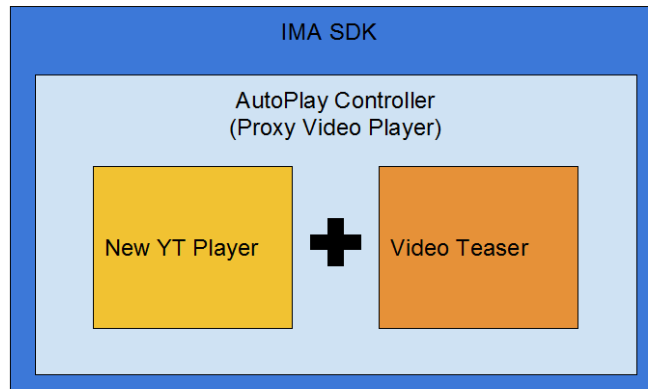 IMA SDK
AutoPlay Controller
(Proxy Video Player)
New YT Player
Video Teaser